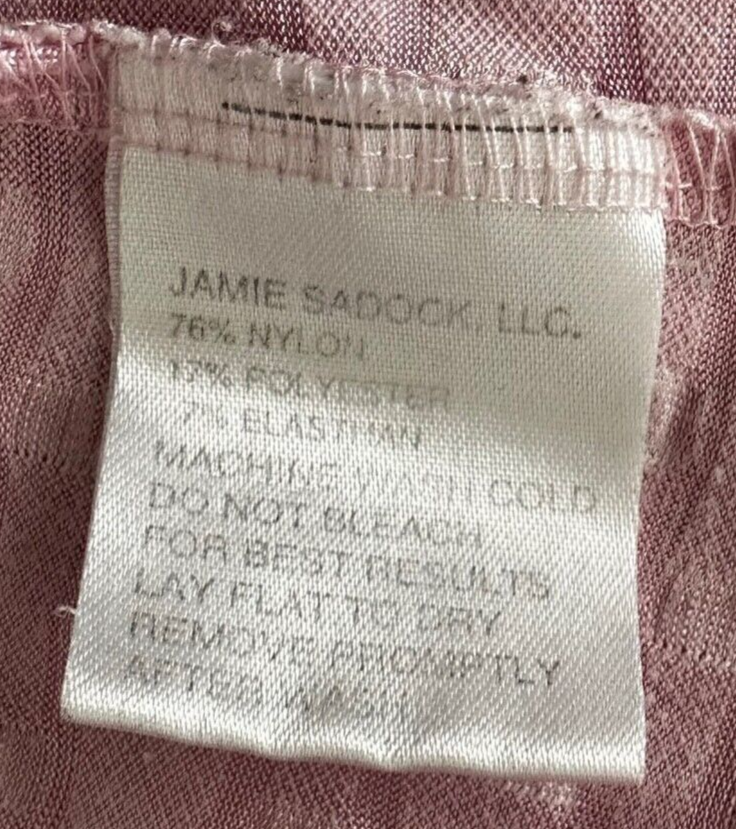 JAMIE SADOCK, LLC.
76% NYLON
17% POLYESTER
7% ELASTHAN
MACHINE WASH COLD
DO NOT BLEACH
FOR BEST RESULTS
LAY FLAT TO DRY
REMOVE PROMPTLY
AFTER WASH